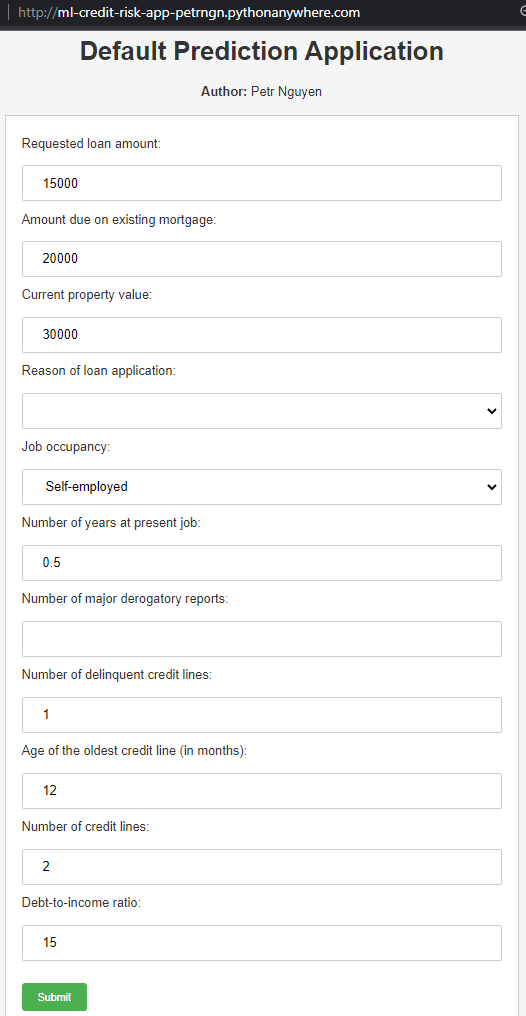 http://ml-credit-risk-app-petrngn.pythonanywhere.com
Default Prediction Application
Author: Petr Nguyen
Requested loan amount:
15000
Amount due on existing mortgage:
20000
Current property value:
30000
Reason of loan application:
Job occupancy:
Self-employed
Number of years at present job:
0.5
Number of major derogatory reports:
Number of delinquent credit lines:
1
Age of the oldest credit line (in months):
12
Number of credit lines:
2
Debt-to-income ratio:
15
Submit